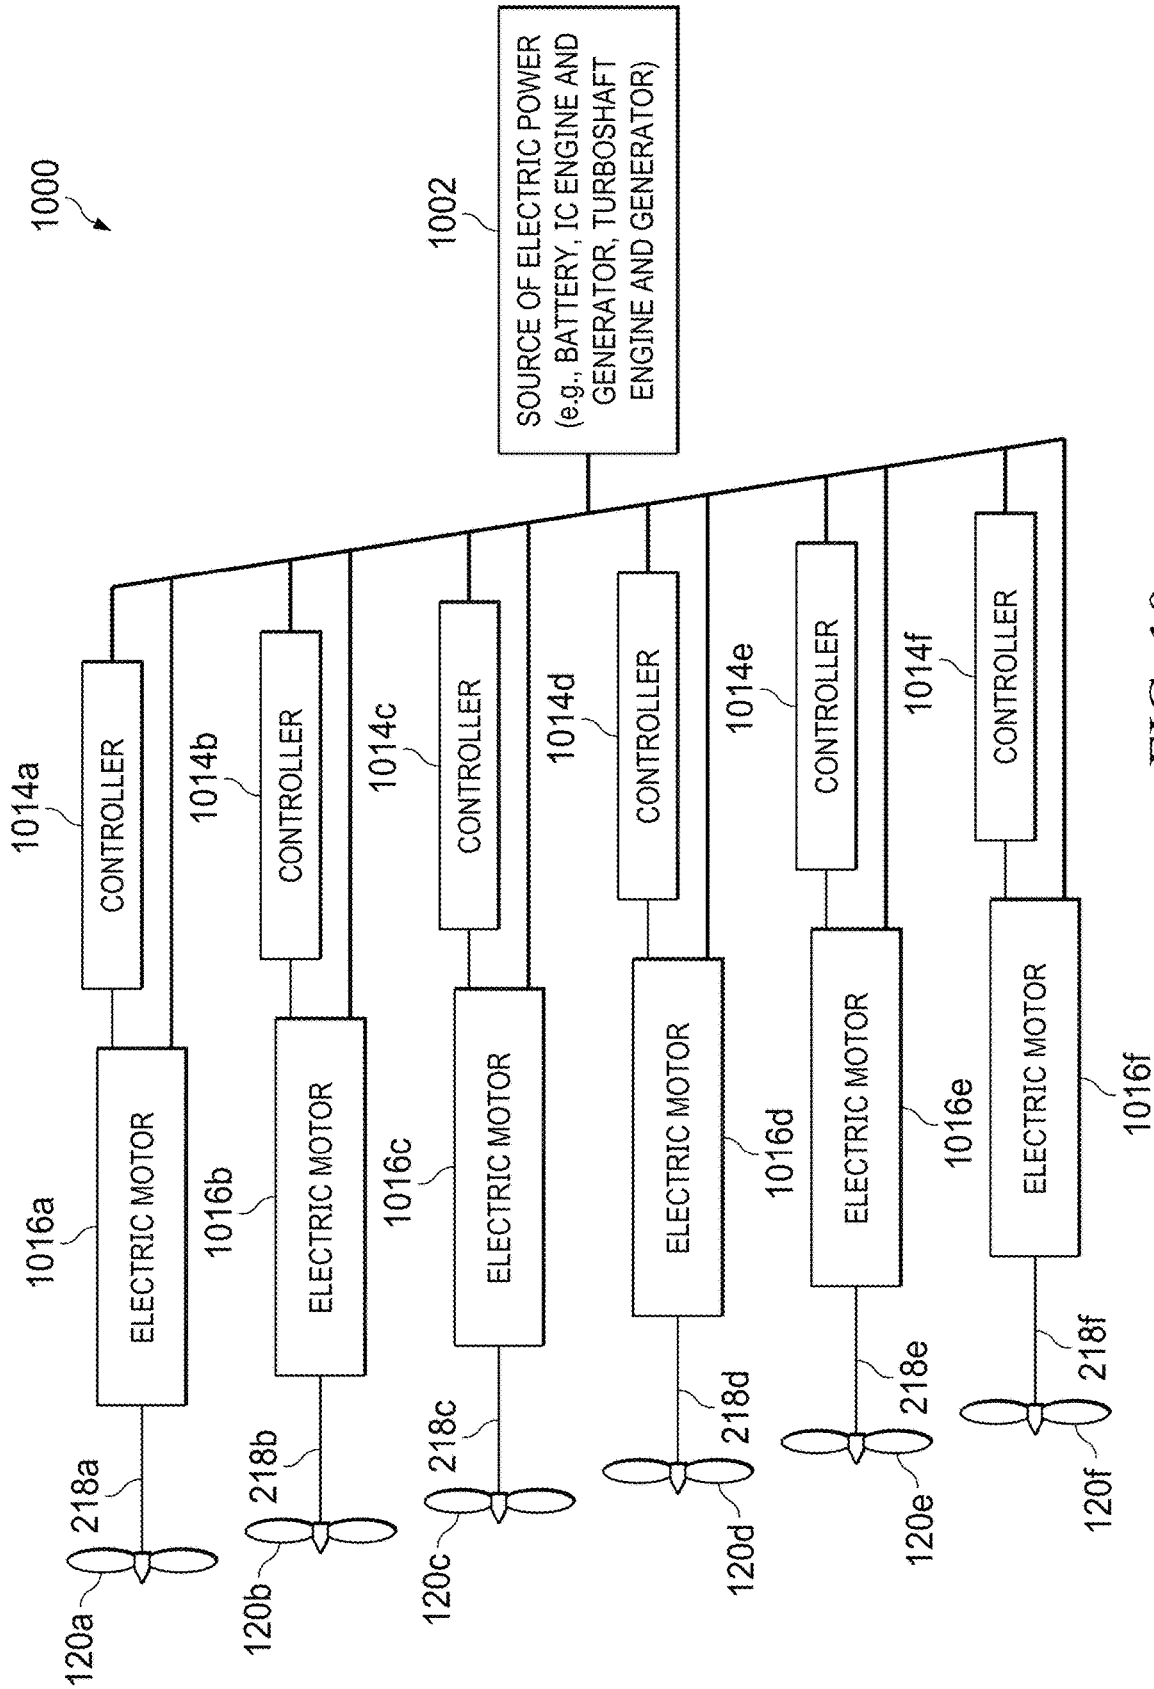 1000
1002
SOURCE OF ELECTRIC POWER
(e.g., BATTERY, IC ENGINE AND
GENERATOR, TURBOSHAFT
ENGINE AND GENERATOR)
1014a
CONTROLLER
1016a
ELECTRIC MOTOR
218a
120a
1014b
CONTROLLER
1016b
ELECTRIC MOTOR
218b
120b
1014c
CONTROLLER
1016c
ELECTRIC MOTOR
218c
120c
1014d
CONTROLLER
1016d
ELECTRIC MOTOR
218d
120d
1014e
CONTROLLER
1016e
ELECTRIC MOTOR
218e
120e
1014f
CONTROLLER
1016f
ELECTRIC MOTOR
218f
120f